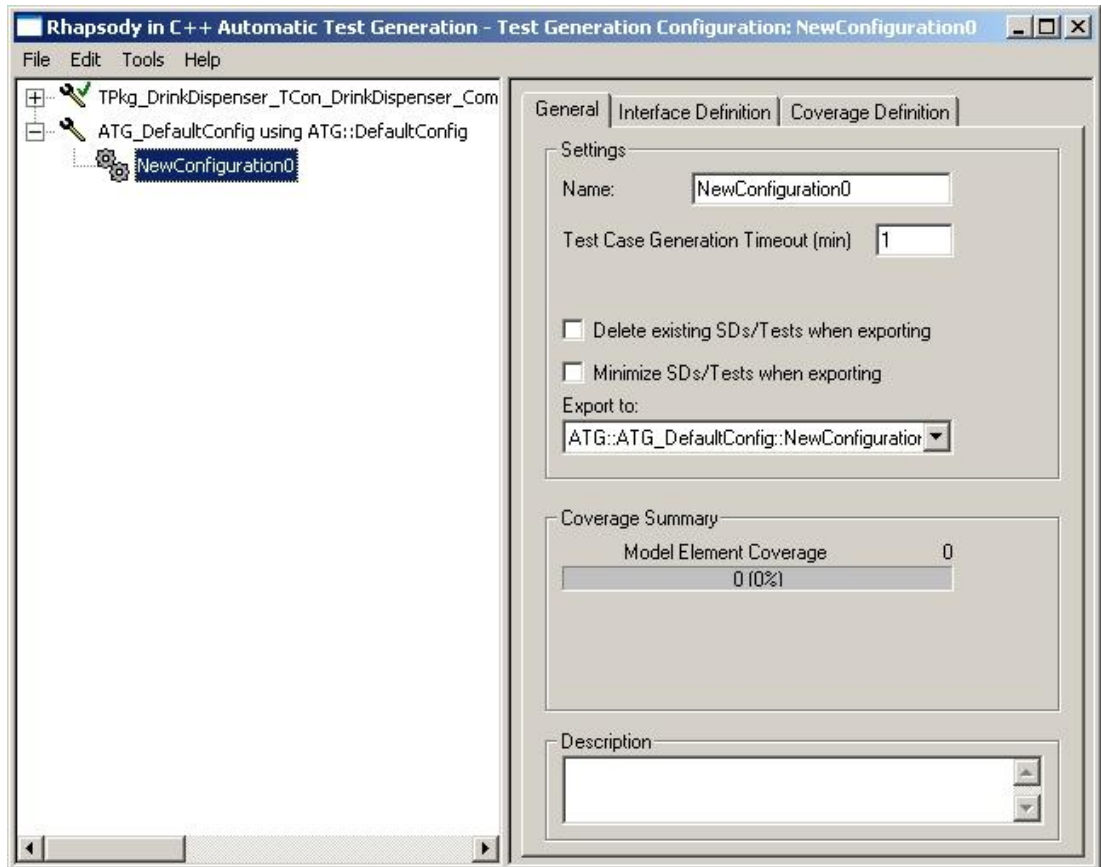 Rhapsody in C++ Automatic Test Generation - Test Generation Configuration: NewConfiguration0
File Edit Tools Help
TPkg_DrinkDispenser_TCon_DrinkDispenser_Com
ATG_DefaultConfig using ATG::DefaultConfig
NewConfiguration0
General Interface Definition Coverage Definition
Settings
Name: NewConfiguration0
Test Case Generation Timeout (min) 1
Delete existing SDs/Tests when exporting
Minimize SDs/Tests when exporting
Export to:
ATG::ATG_DefaultConfig::NewConfiguration
Coverage Summary
Model Element Coverage 0
0 (0%)
Description